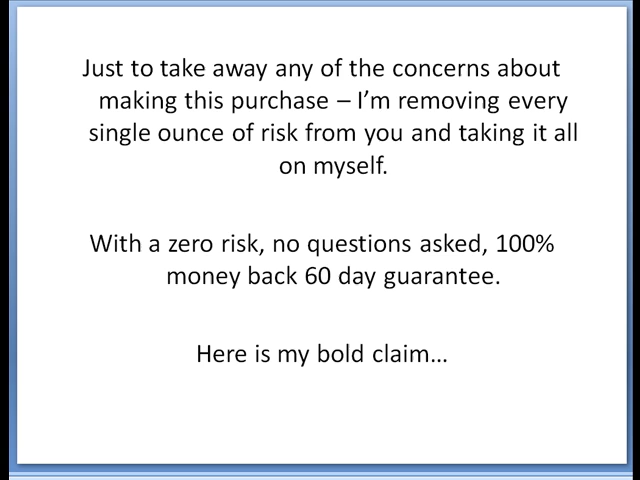 Just to take away any of the concerns about
making this purchase – I’m removing every
single ounce of risk from you and taking it all
on myself.
With a zero risk, no questions asked, 100%
money back 60 day guarantee.
Here is my bold claim…